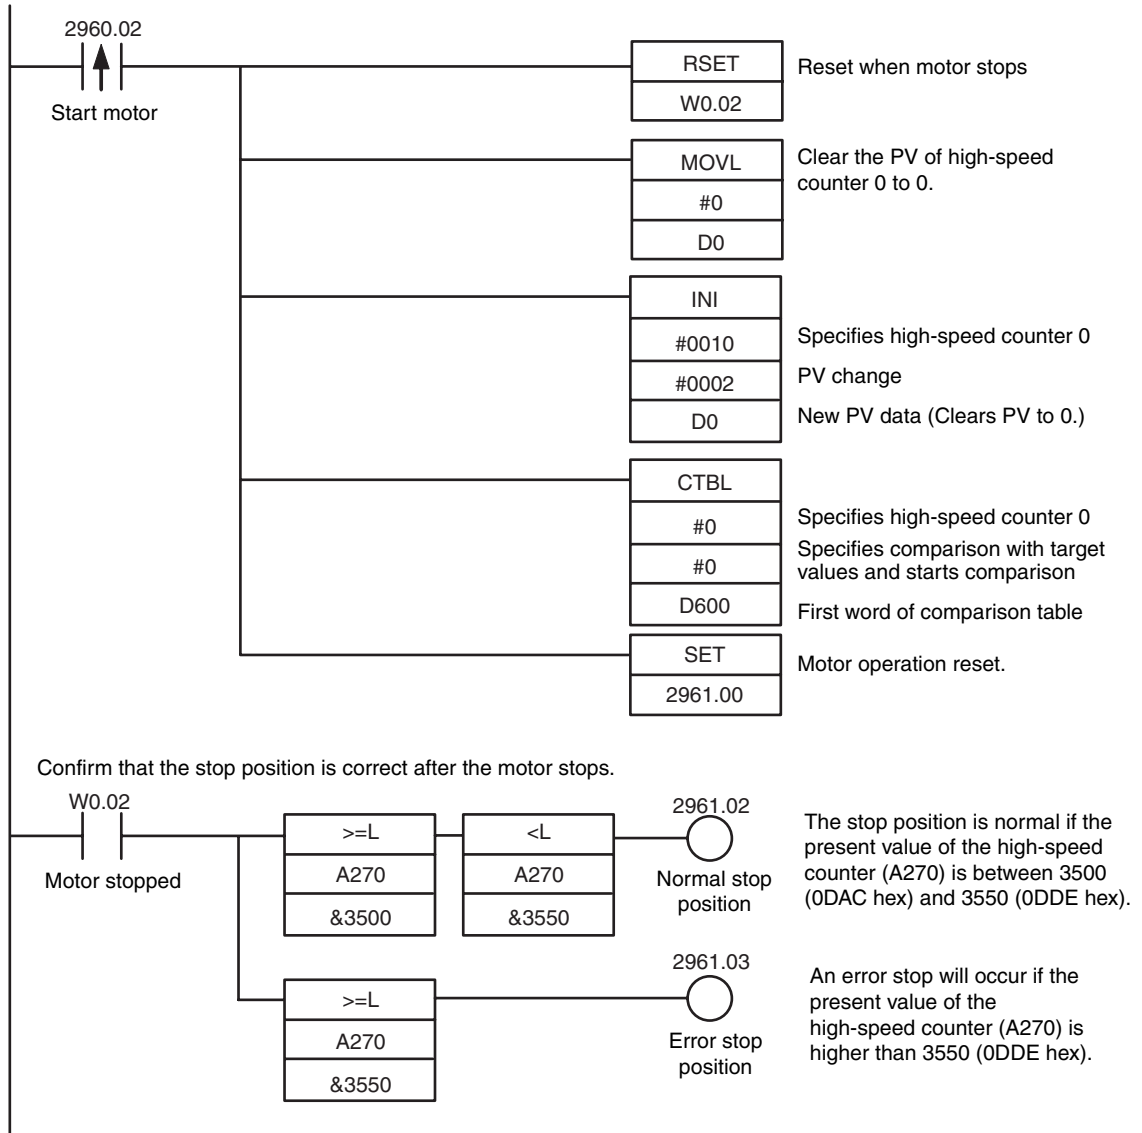 2960.02
Start motor
RSET
W0.02
Reset when motor stops
MOVL
#0
D0
Clear the PV of high-speed
counter 0 to 0.
INI
#0010
Specifies high-speed counter 0
#0002
PV change
D0
New PV data (Clears PV to 0.)
CTBL
#0
Specifies high-speed counter 0
#0
Specifies comparison with target
values and starts comparison
D600
First word of comparison table
SET
2961.00
Motor operation reset.
Confirm that the stop position is correct after the motor stops.
W0.02
Motor stopped
>=L
A270
&3500
<L
A270
&3550
2961.02
Normal stop
position
The stop position is normal if the
present value of the high-speed
counter (A270) is between 3500
(0DAC hex) and 3550 (0DDE hex).
>=L
A270
&3550
2961.03
Error stop
position
An error stop will occur if the
present value of the
high-speed counter (A270) is
higher than 3550 (0DDE hex).